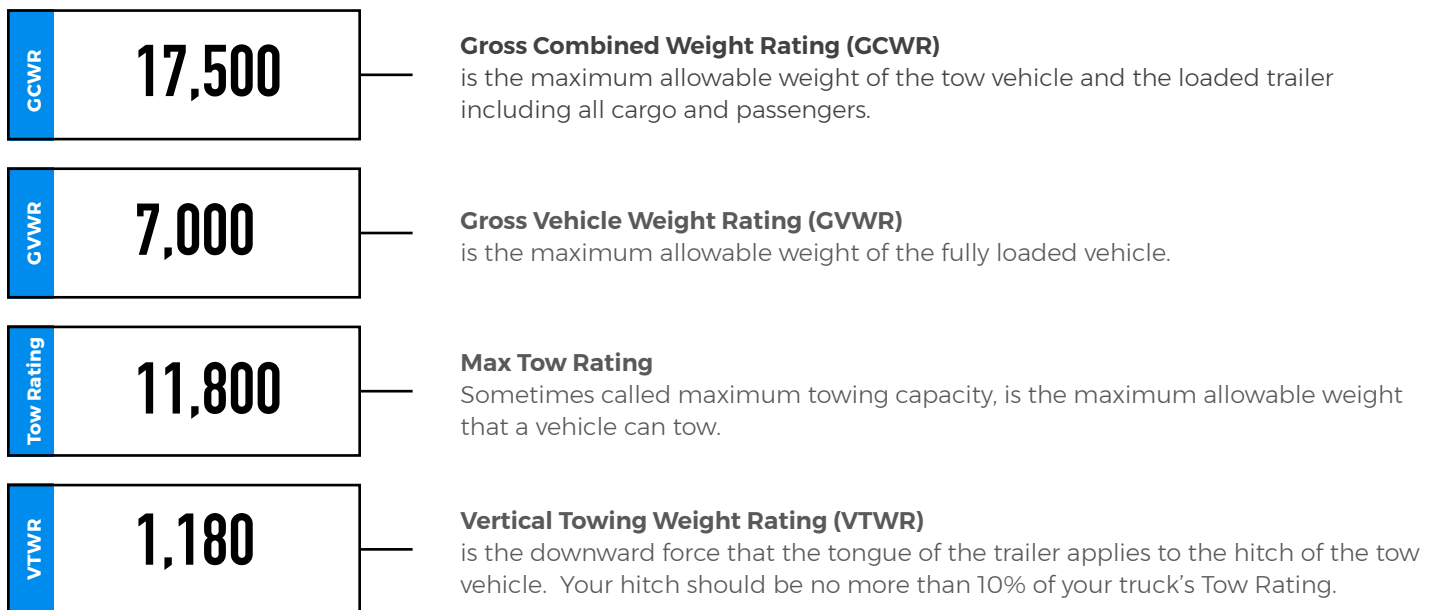 GCWR
17,500
Gross Combined Weight Rating (GCWR)
is the maximum allowable weight of the tow vehicle and the loaded trailer
including all cargo and passengers.
GVWR
7,000
Gross Vehicle Weight Rating (GVWR)
is the maximum allowable weight of the fully loaded vehicle.
Tow Rating
11,800
Max Tow Rating
Sometimes called maximum towing capacity, is the maximum allowable weight
that a vehicle can tow.
VTWR
1,180
Vertical Towing Weight Rating (VTWR)
is the downward force that the tongue of the trailer applies to the hitch of the tow
vehicle.  Your hitch should be no more than 10% of your truck's Tow Rating.